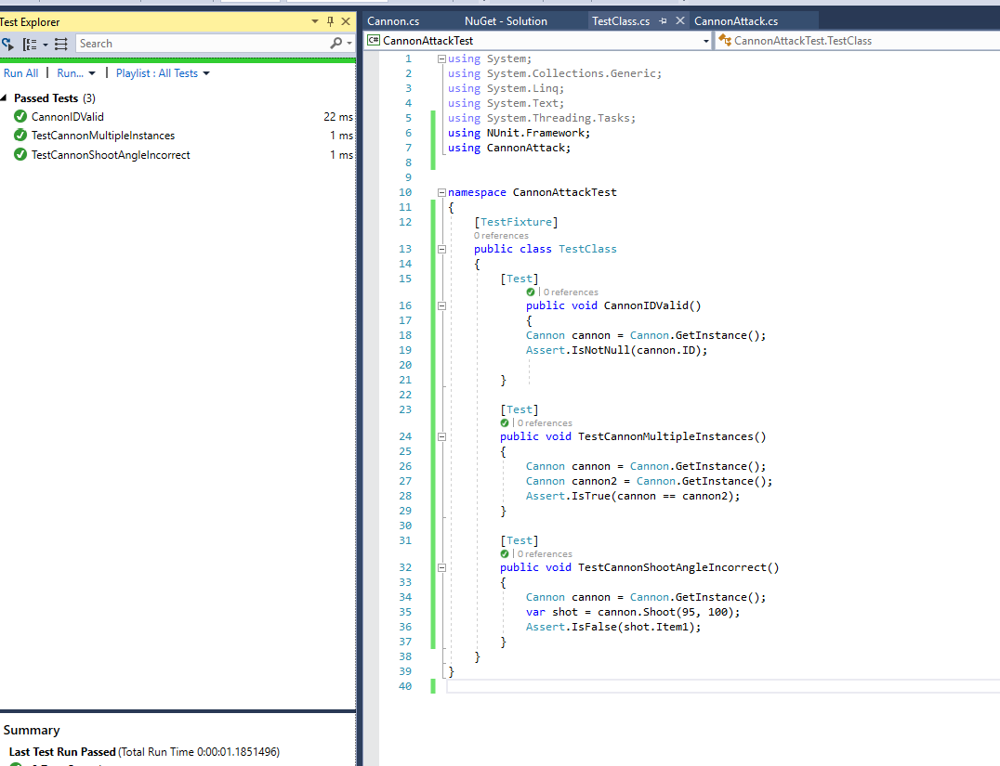 Test Explorer
Search
Run All | Run... | Playlist : All Tests
Passed Tests (3)
CannonIDValid 22 ms
TestCannonMultipleInstances 1 ms
TestCannonShootAngleIncorrect 1 ms
Summary
Last Test Run Passed (Total Run Time 0:00:01.1851496)
Cannon.cs NuGet - Solution TestClass.cs CannonAttack.cs
C# CannonAttackTest CannonAttackTest.TestClass
1 using System;
2 using System.Collections.Generic;
3 using System.Linq;
4 using System.Text;
5 using System.Threading.Tasks;
6 using NUnit.Framework;
7 using CannonAttack;
8
9
10 namespace CannonAttackTest
11 {
12 [TestFixture]
0 references
13 public class TestClass
14 {
15 [Test]
| 0 references
16 public void CannonIDValid()
17 {
18 Cannon cannon = Cannon.GetInstance();
19 Assert.IsNotNull(cannon.ID);
20
21 }
22
23 [Test]
| 0 references
24 public void TestCannonMultipleInstances()
25 {
26 Cannon cannon = Cannon.GetInstance();
27 Cannon cannon2 = Cannon.GetInstance();
28 Assert.IsTrue(cannon == cannon2);
29 }
30
31 [Test]
| 0 references
32 public void TestCannonShootAngleIncorrect()
33 {
34 Cannon cannon = Cannon.GetInstance();
35 var shot = cannon.Shoot(95, 100);
36 Assert.IsFalse(shot.Item1);
37 }
38 }
39 }
40